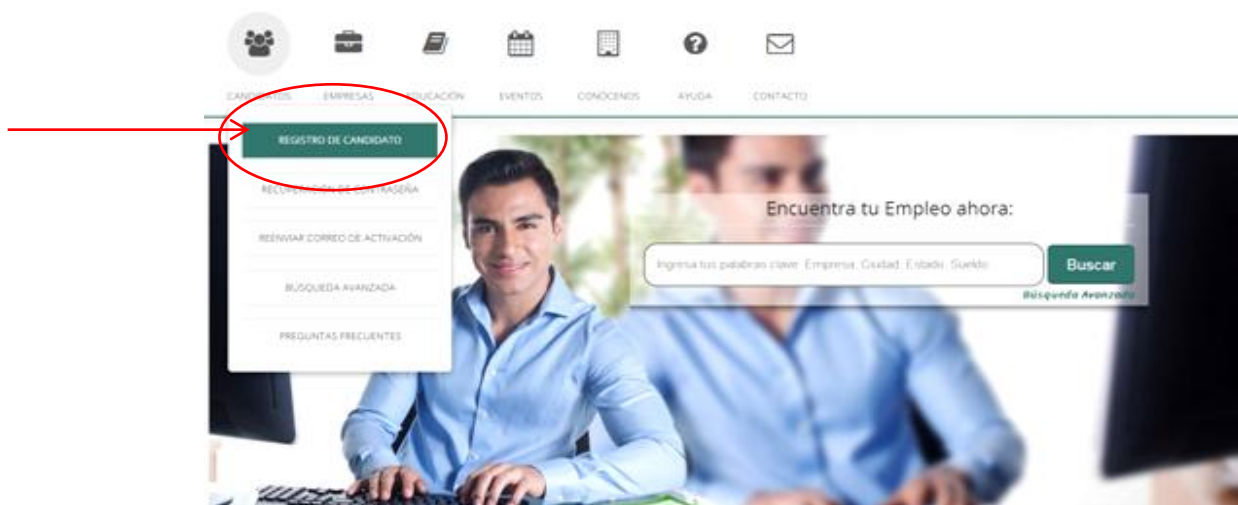 CANDIDATOS EMPRESAS EDUCACIÓN EVENTOS CONÓCENOS AYUDA CONTACTO
REGISTRO DE CANDIDATO
RECUPERACIÓN DE CONTRASEÑA
REENVIAR CORREO DE ACTIVACIÓN
BÚSQUEDA AVANZADA
PREGUNTAS FRECUENTES
Encuentra tu Empleo ahora:
Ingresa tus palabras clave: Empresa, Ciudad, Estado, Sueldo
Buscar
Búsqueda Avanzada